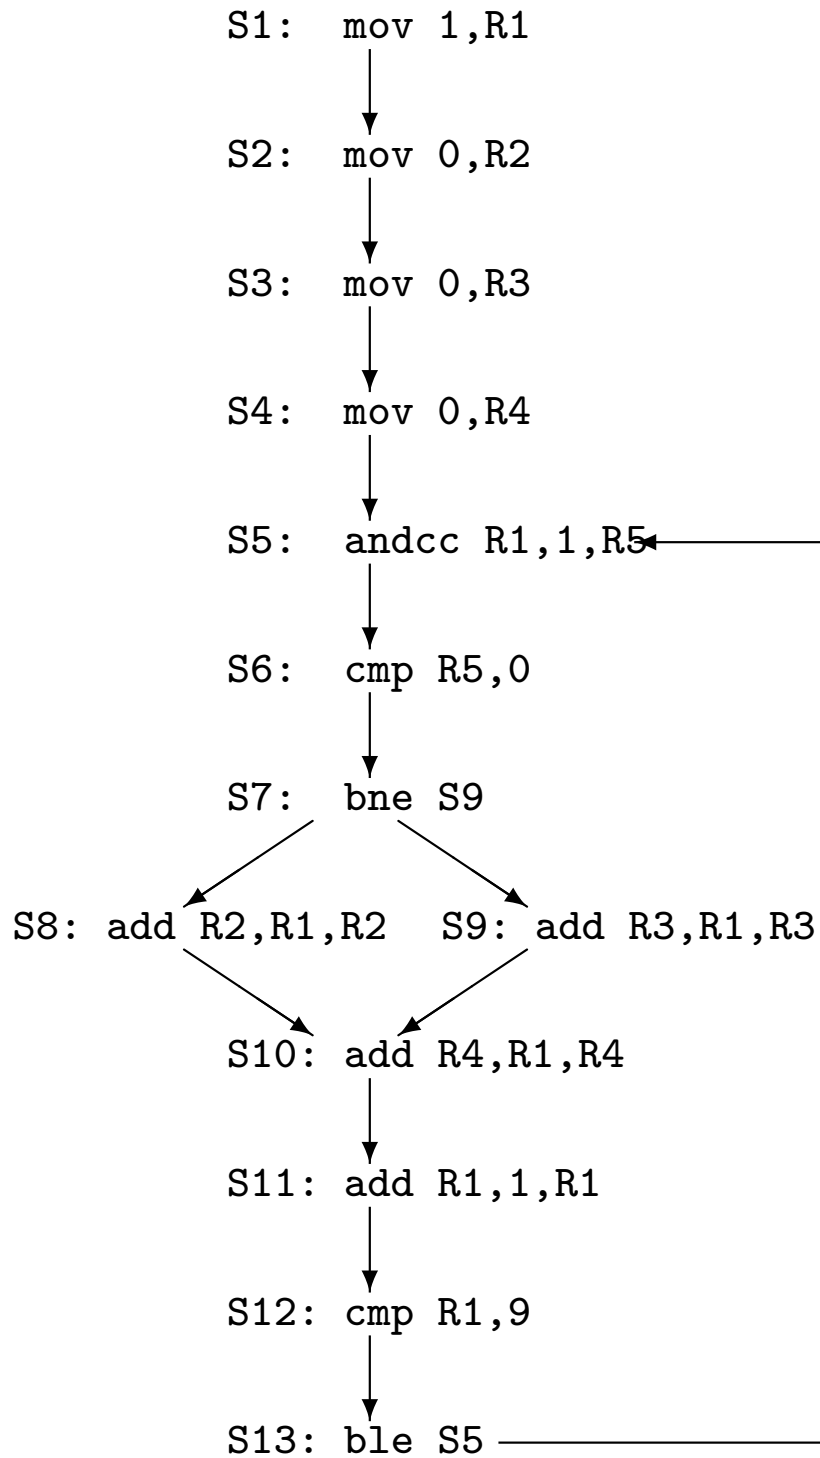 S1: mov 1,R1
S2: mov 0,R2
S3: mov 0,R3
S4: mov 0,R4
S5: andcc R1,1,R5
S6: cmp R5,0
S7: bne S9
S8: add R2,R1,R2
S9: add R3,R1,R3
S10: add R4,R1,R4
S11: add R1,1,R1
S12: cmp R1,9
S13: ble S5